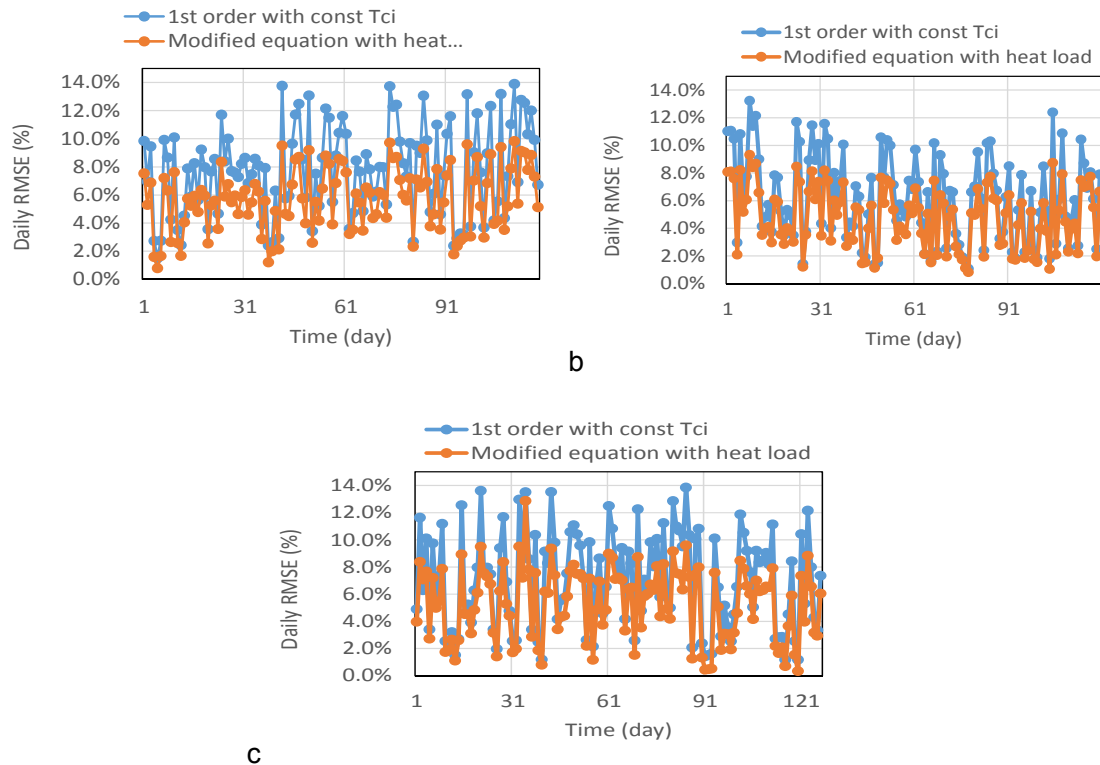 1st order with const Tci
Modified equation with heat...
Daily RMSE (%)
14.0%
12.0%
10.0%
8.0%
6.0%
4.0%
2.0%
0.0%
1 31 61 91
Time (day)
1st order with const Tci
Modified equation with heat load
Daily RMSE (%)
14.0%
12.0%
10.0%
8.0%
6.0%
4.0%
2.0%
0.0%
1 31 61 91
Time (day)
b
1st order with const Tci
Modified equation with heat load
Daily RMSE (%)
14.0%
12.0%
10.0%
8.0%
6.0%
4.0%
2.0%
0.0%
1 31 61 91 121
Time (day)
c